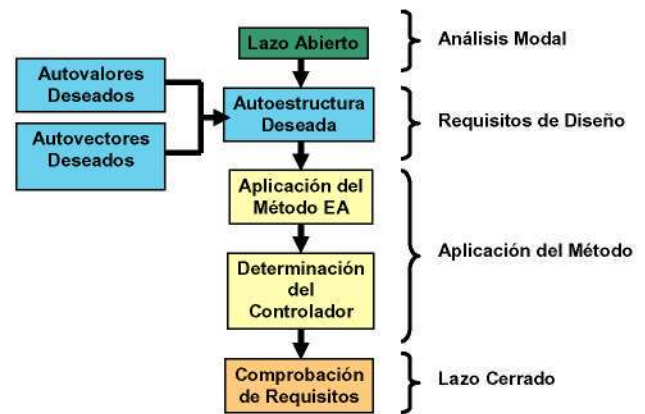 Lazo Abierto
Análisis Modal
Autovalores
Deseados
Autovectores
Deseados
Autoestructura
Deseada
Requisitos de Diseño
Aplicación del
Método EA
Determinación
del
Controlador
Aplicación del Método
Comprobación
de Requisitos
Lazo Cerrado